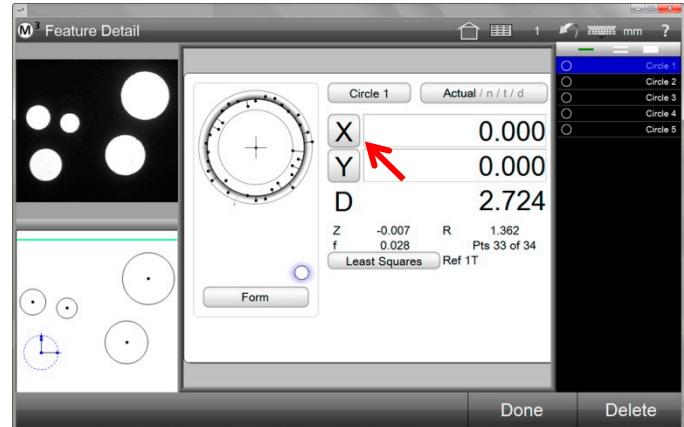 M³
M³ Feature Detail
1
mm
?
Circle 1
Circle 2
Circle 3
Circle 4
Circle 5
Circle 1
Actual / n / t / d
X 0.000
Y 0.000
D 2.724
Z -0.007 R 1.362
f 0.028 Pts 33 of 34
Least Squares Ref 1T
Form
Done
Delete